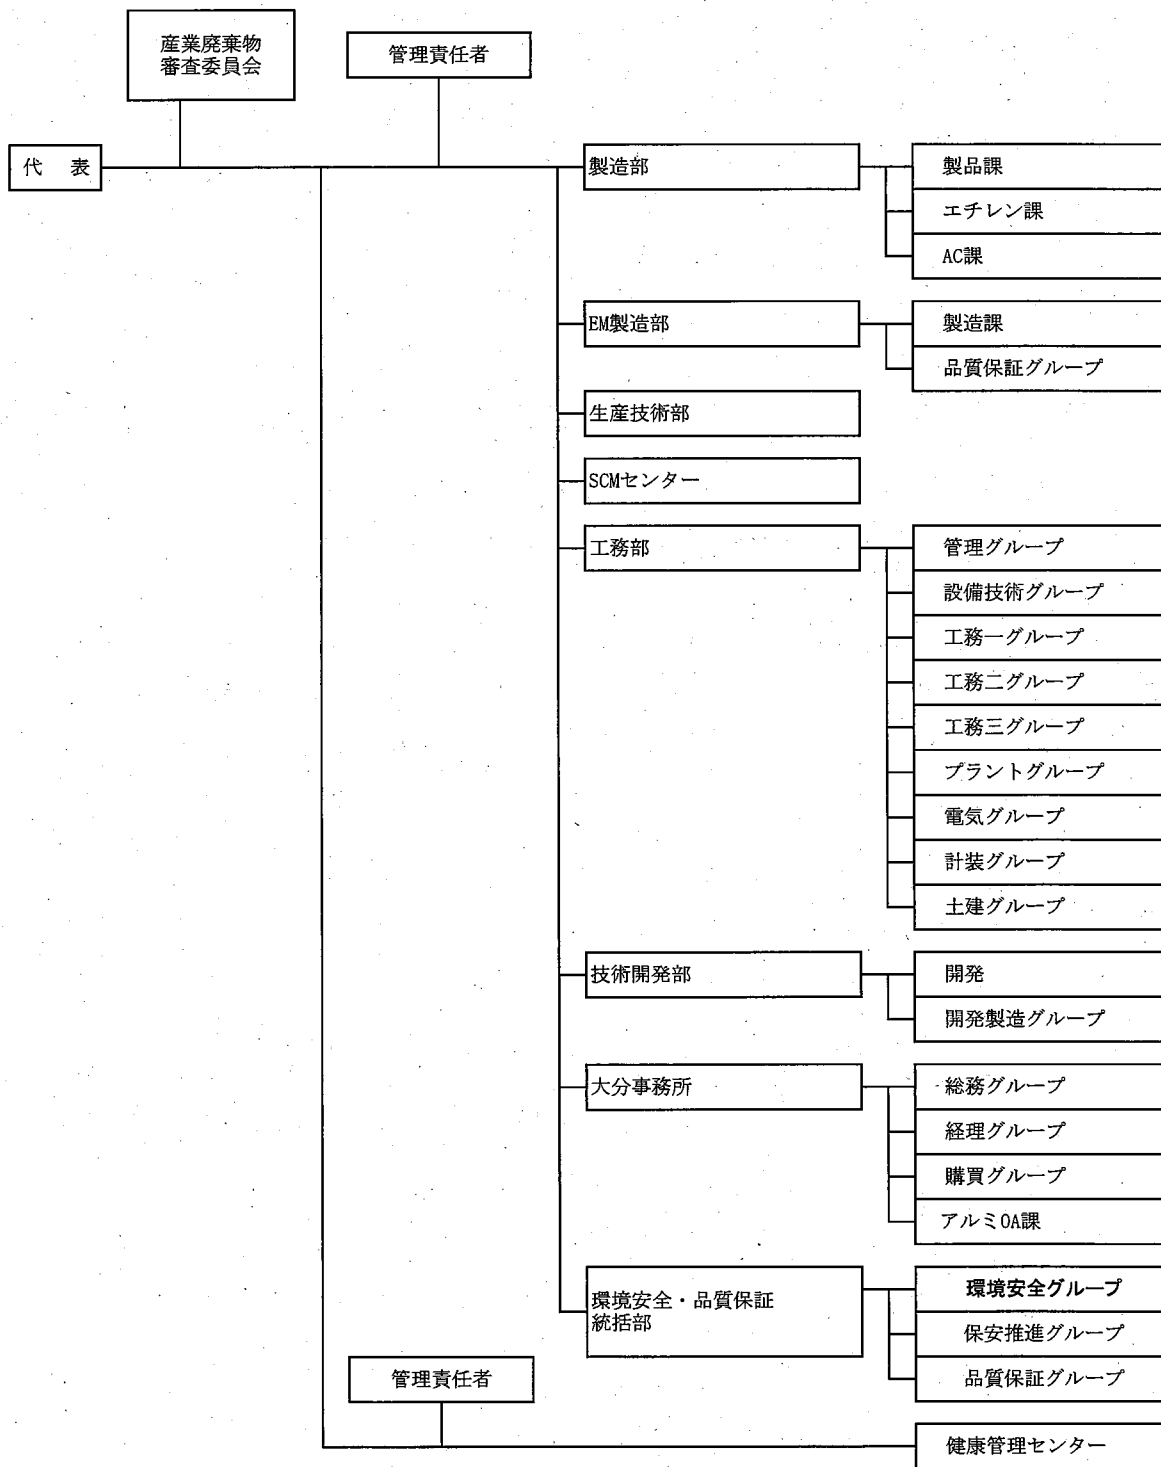 産業廃棄物
審査委員会
管理責任者
代　表
製造部
製品課
エチレン課
AC課
EM製造部
製造課
品質保証グループ
生産技術部
SCMセンター
工務部
管理グループ
設備技術グループ
工務一グループ
工務二グループ
工務三グループ
プラントグループ
電気グループ
計装グループ
土建グループ
技術開発部
開発
開発製造グループ
大分事務所
総務グループ
経理グループ
購買グループ
アルミOA課
環境安全・品質保証
統括部
環境安全グループ
保安推進グループ
品質保証グループ
管理責任者
健康管理センター